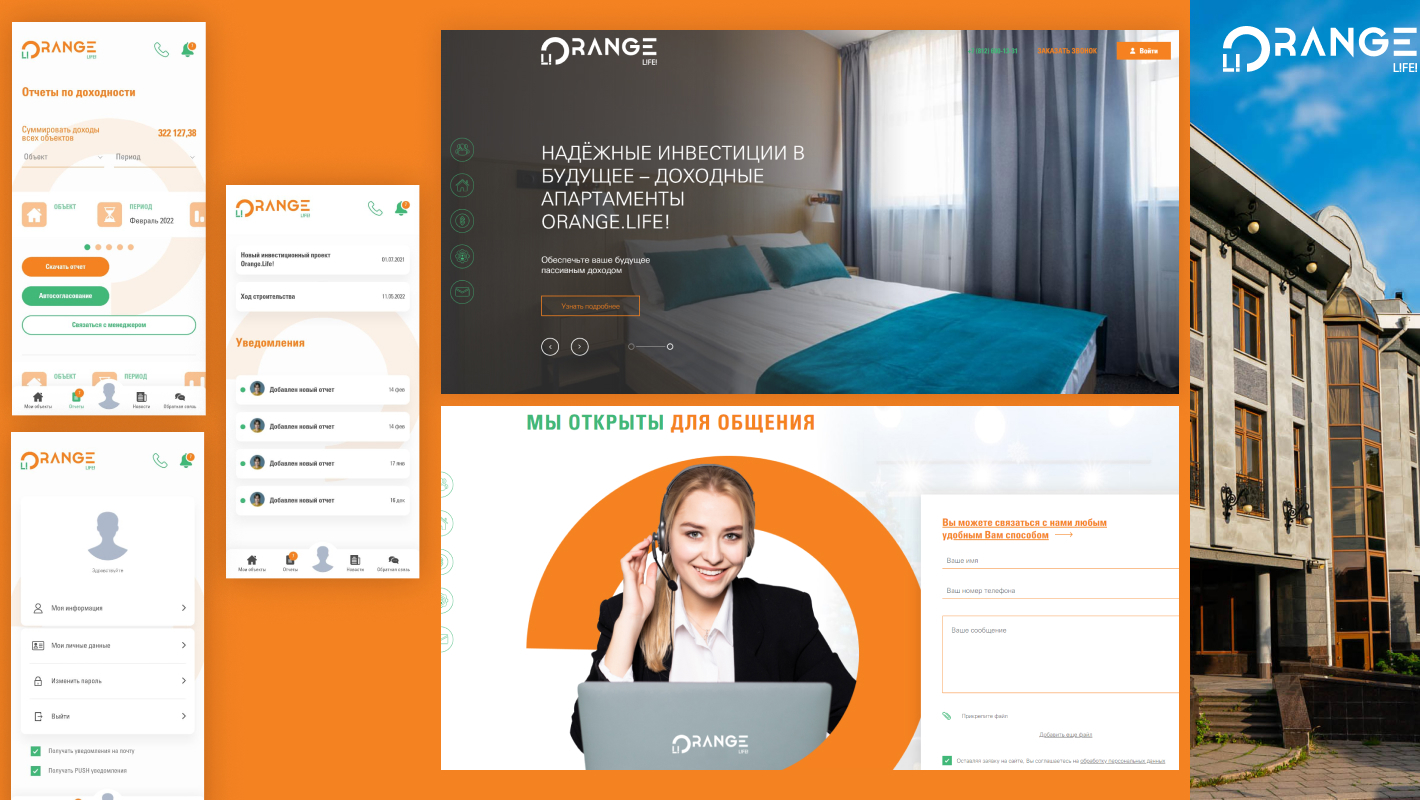 ORANGE
LIFE!
Отчеты по доходности
Суммировать доходы
всех объектов
322 127,38
Объект
Период
ОБЪЕКТ
ПЕРИОД
Февраль 2022
Скачать отчет
Автосогласование
Связаться с менеджером
ОБЪЕКТ
ПЕРИОД
Мои объекты
Отчеты
Новости
Обратная связь
ORANGE
LIFE!
Здравствуйте
Моя информация
Мои личные данные
Изменить пароль
Выйти
Получать уведомления на почту
Получать PUSH уведомления
ORANGE
LIFE!
Новый инвестиционный проект
Orange.Life!
01.07.2021
Ход строительства
11.05.2022
Уведомления
Добавлен новый отчет
14 фев
Добавлен новый отчет
14 фев
Добавлен новый отчет
17 янв
Добавлен новый отчет
16 дек
Мои объекты
Отчеты
Новости
Обратная связь
ORANGE
LIFE!
ЗАКАЗАТЬ ЗВОНОК
Войти
НАДЁЖНЫЕ ИНВЕСТИЦИИ В
БУДУЩЕЕ – ДОХОДНЫЕ
АПАРТАМЕНТЫ
ORANGE.LIFE!
Обеспечьте ваше будущее
пассивным доходом
Узнать подробнее
МЫ ОТКРЫТЫ ДЛЯ ОБЩЕНИЯ
Вы можете связаться с нами любым
удобным Вам способом
Ваше имя
Ваш номер телефона
Ваше сообщение
Прикрепите файл
Добавить еще файл
Оставляя заявку на сайте, Вы соглашаетесь на обработку персональных данных
ORANGE
LIFE!
ORANGE
LIFE!